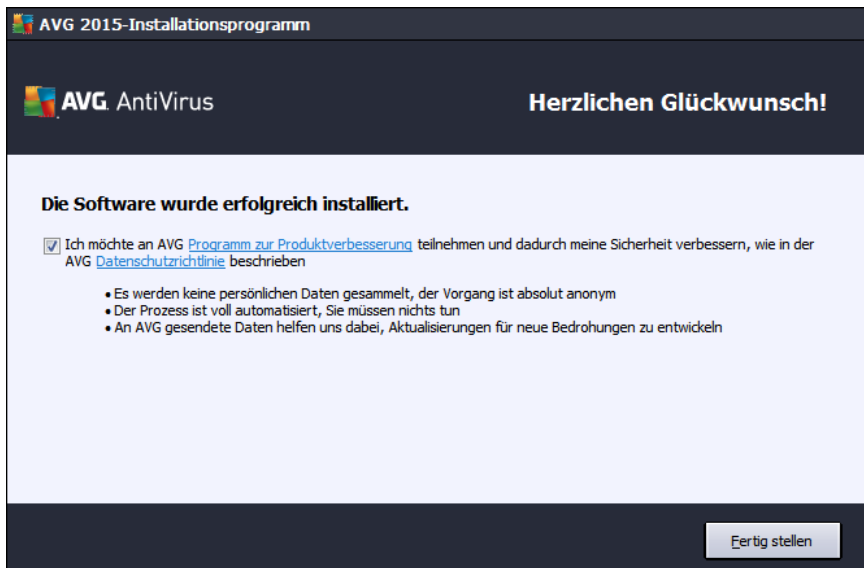 AVG 2015-Installationsprogramm
AVG. AntiVirus
Herzlichen Glückwunsch!
Die Software wurde erfolgreich installiert.
Ich möchte an AVG Programm zur Produktverbesserung teilnehmen und dadurch meine Sicherheit verbessern, wie in der
AVG Datenschutzrichtlinie beschrieben
• Es werden keine persönlichen Daten gesammelt, der Vorgang ist absolut anonym
• Der Prozess ist voll automatisiert, Sie müssen nichts tun
• An AVG gesendete Daten helfen uns dabei, Aktualisierungen für neue Bedrohungen zu entwickeln
Fertig stellen